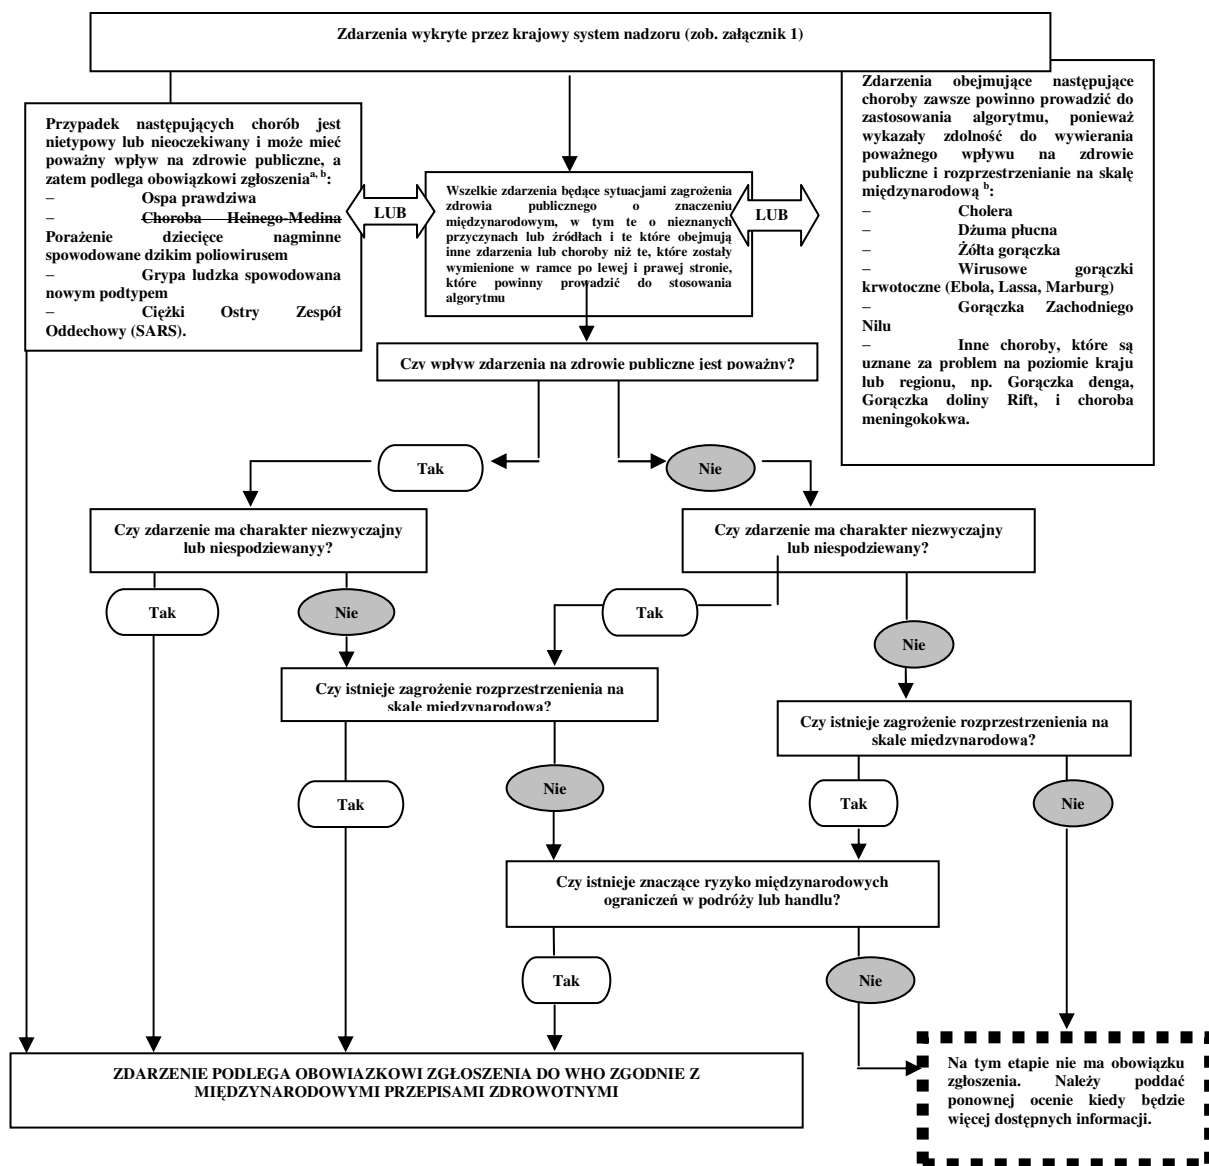 Zdarzenia wykryte przez krajowy system nadzoru (zob. załącznik 1)
Przypadek następujących chorób jest
nietypowy lub nieoczekiwany i może mieć
poważny wpływ na zdrowie publiczne, a
zatem podlega obowiązkowi zgłoszenia a, b:
– Ospa prawdziwa
– Choroba Heinego-Medina
Porażenie dziecięce nagminne
spowodowane dzikim poliowirusem
– Grypa ludzka spowodowana
nowym podtypem
– Ciężki Ostry Zespół
Oddechowy (SARS).
LUB
Wszelkie zdarzenia będące sytuacjami zagrożenia
zdrowia publicznego o znaczeniu
międzynarodowym, w tym te o nieznanych
przyczynach lub źródłach i te które obejmują
inne zdarzenia lub choroby niż te, które zostały
wymienione w ramce po lewej i prawej stronie,
które powinny prowadzić do stosowania
algorytmu
LUB
Zdarzenia obejmujące następujące
choroby zawsze powinno prowadzić do
zastosowania algorytmu, ponieważ
wykazały zdolność do wywierania
poważnego wpływu na zdrowie
publiczne i rozprzestrzenianie na skalę
międzynarodową b:
– Cholera
– Dżuma płucna
– Żółta gorączka
– Wirusowe gorączki
krwotoczne (Ebola, Lassa, Marburg)
– Gorączka Zachodniego
Nilu
– Inne choroby, które są
uznane za problem na poziomie kraju
lub regionu, np. Gorączka denga,
Gorączka doliny Rift, i choroba
meningokokwa.
Czy wpływ zdarzenia na zdrowie publiczne jest poważny?
Tak
Nie
Czy zdarzenie ma charakter niezwyczajny
lub niespodziewanyy?
Czy zdarzenie ma charakter niezwyczajny
lub niespodziewany?
Tak
Nie
Tak
Nie
Czy istnieje zagrożenie rozprzestrzenienia na
skalę międzynarodową?
Czy istnieje zagrożenie rozprzestrzenienia na
skalę międzynarodową?
Tak
Nie
Tak
Nie
Czy istnieje znaczące ryzyko międzynarodowych
ograniczeń w podróży lub handlu?
Tak
Nie
ZDARZENIE PODLEGA OBOWIAZKOWI ZGŁOSZENIA DO WHO ZGODNIE Z
MIĘDZYNARODOWYMI PRZEPISAMI ZDROWOTNYMI
Na tym etapie nie ma obowiązku
zgłoszenia. Należy poddać
ponownej ocenie kiedy będzie
więcej dostępnych informacji.